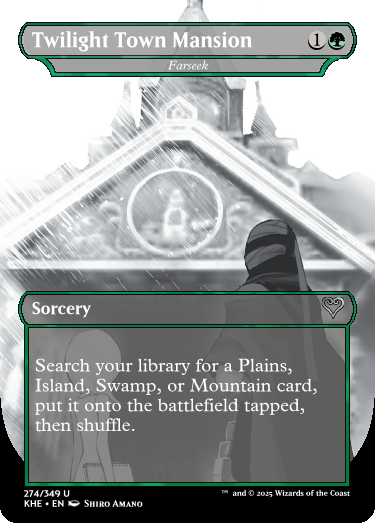 Twilight Town Mansion 1
Farseek
Sorcery
Search your library for a Plains,
Island, Swamp, or Mountain card,
put it onto the battlefield tapped,
then shuffle.
274/349 U
KHE • EN Shiro Amano
™ and © 2025 Wizards of the Coast